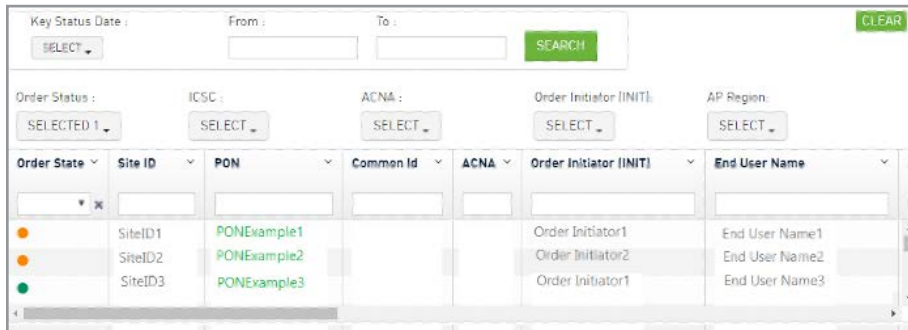 Key Status Date : From : To : CLEAR
SELECT SEARCH
Order Status : ICSC : ACNA : Order Initiator (INIT): AP Region:
SELECTED 1 SELECT SELECT SELECT SELECT
Order State Site ID PON Common Id ACNA Order Initiator (INIT) End User Name
SiteID1 PONExample1 Order Initiator1 End User Name1
SiteID2 PONExample2 Order Initiator2 End User Name2
SiteID3 PONExample3 Order Initiator1 End User Name3